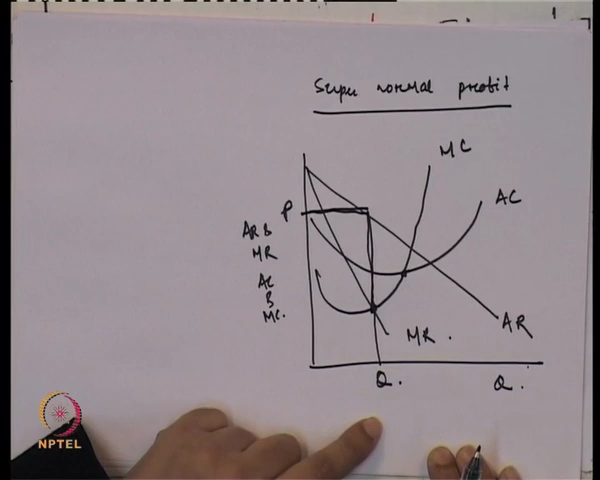 Super normal profit
MC
AC
P
AR &
MR
AC
&
MC.
AR
MR.
Q.
Q.
NPTEL